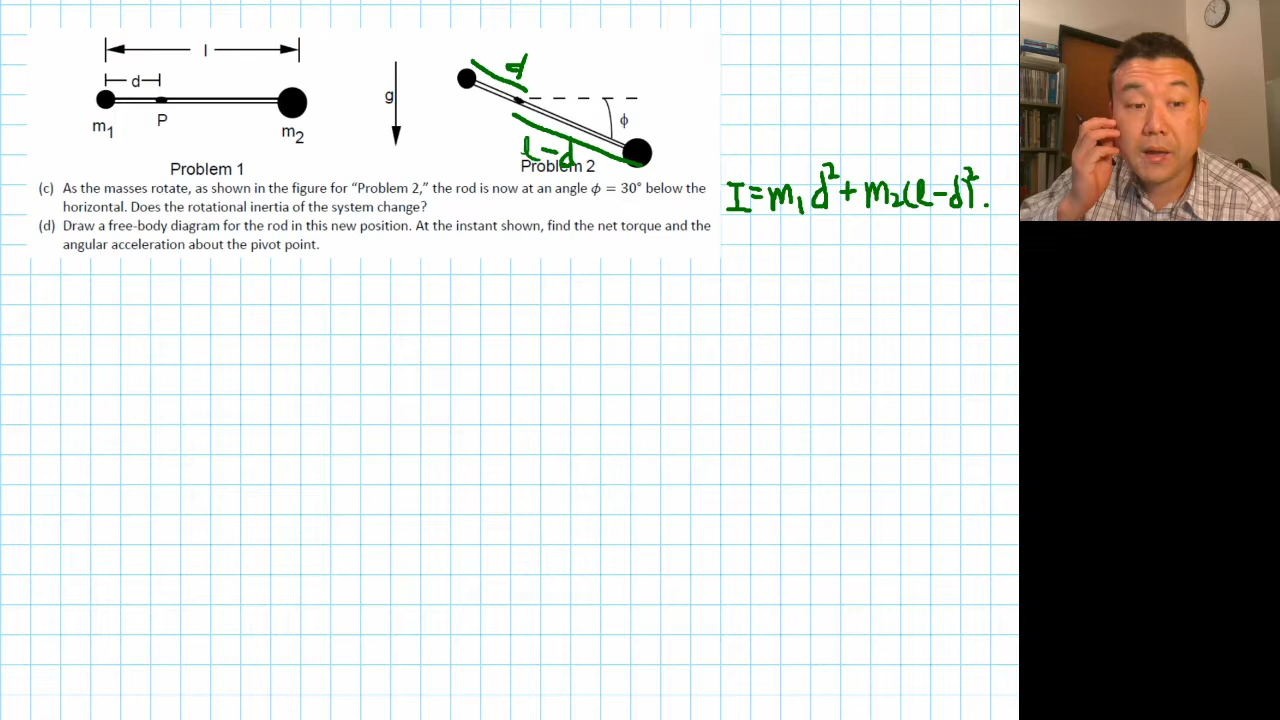 l
d
d
g
m1
P
m2
ϕ
l-d
Problem 1
Problem 2
(c) As the masses rotate, as shown in the figure for “Problem 2,” the rod is now at an angle ϕ = 30° below the
horizontal. Does the rotational inertia of the system change?
I=m₁d²+m₂(l-d)².
(d) Draw a free-body diagram for the rod in this new position. At the instant shown, find the net torque and the
angular acceleration about the pivot point.